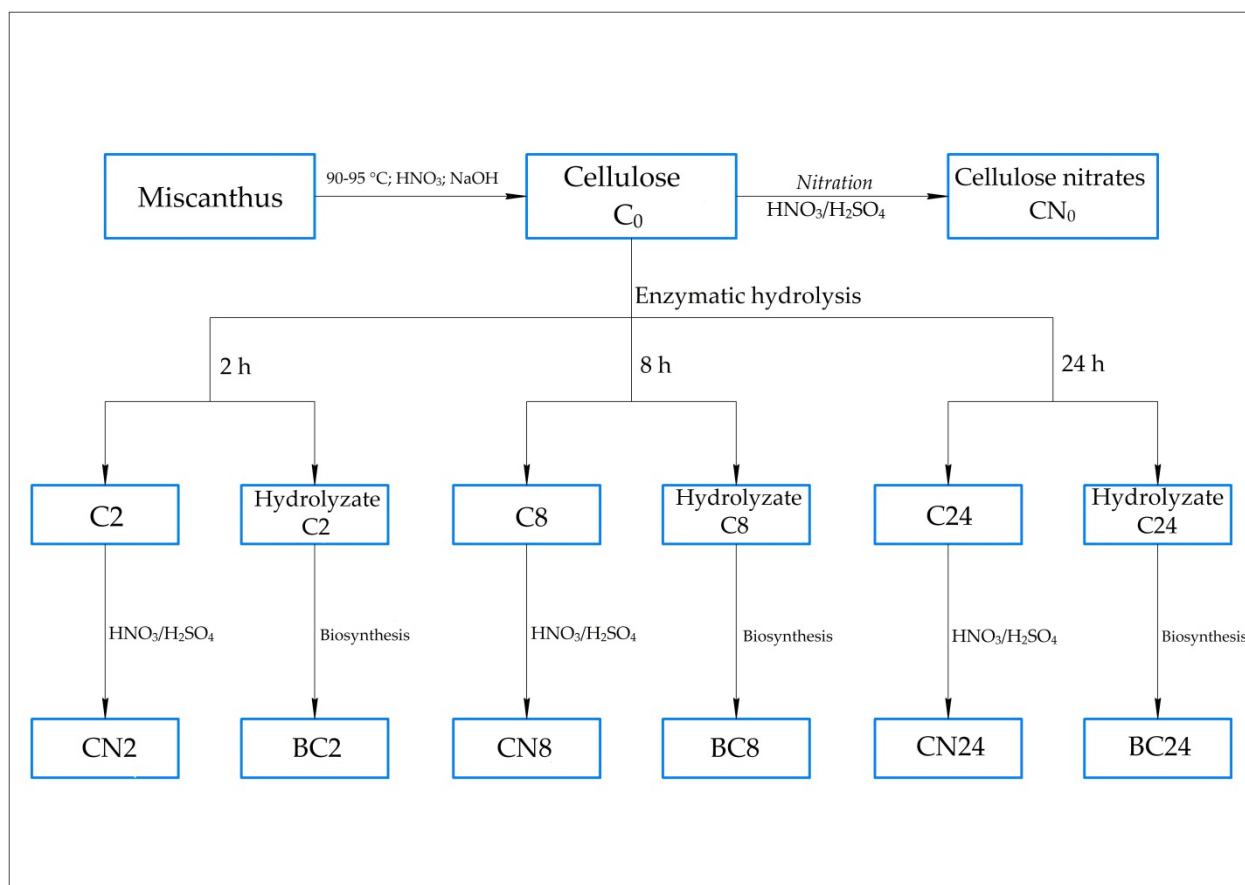 Miscanthus
90-95 °C; HNO₃; NaOH
Cellulose
C₀
Nitration
HNO₃/H₂SO₄
Cellulose nitrates
CN₀
Enzymatic hydrolysis
2 h
8 h
24 h
C2
Hydrolyzate
C2
C8
Hydrolyzate
C8
C24
Hydrolyzate
C24
HNO₃/H₂SO₄
Biosynthesis
HNO₃/H₂SO₄
Biosynthesis
HNO₃/H₂SO₄
Biosynthesis
CN2
BC2
CN8
BC8
CN24
BC24